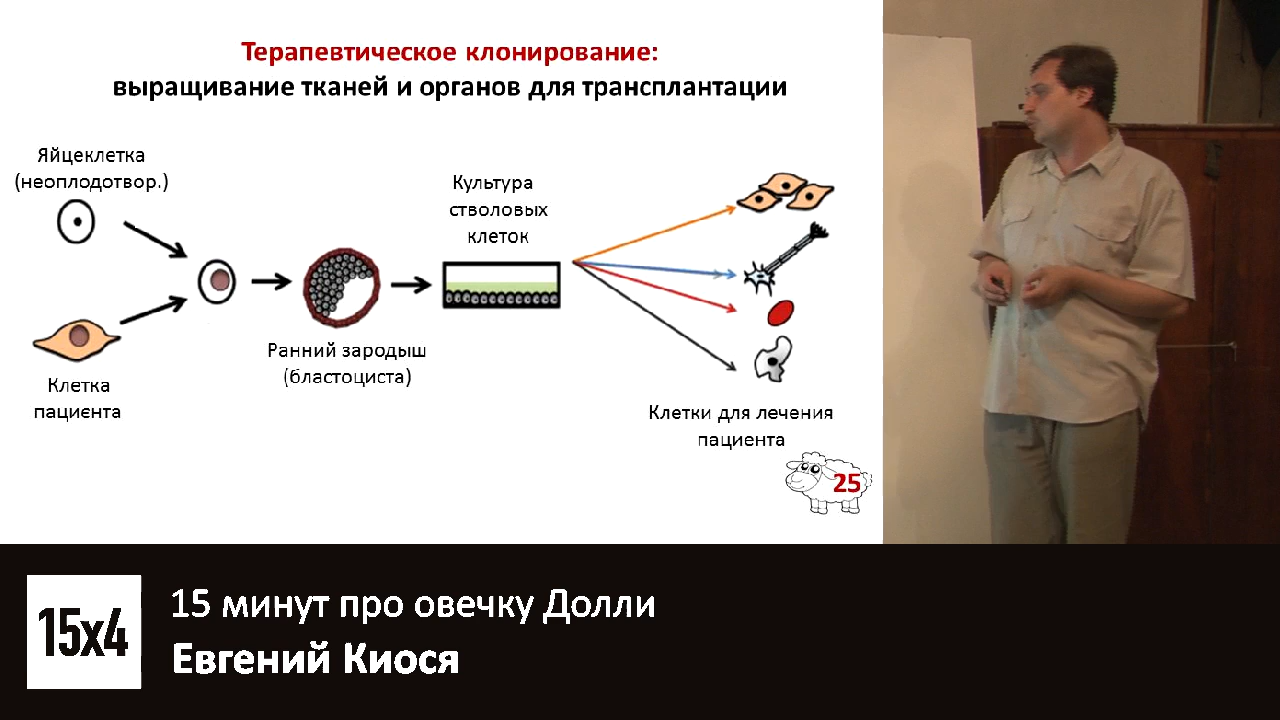 Терапевтическое клонирование:
выращивание тканей и органов для трансплантации
Яйцеклетка
(неоплодотвор.)
Клетка
пациєнта
Ранний зародыш
(бластоциста)
Культура
стволовых
клеток
Клетки для лечения
пациента
25
15x4
15 минут про овечку Долли
Евгений Киося